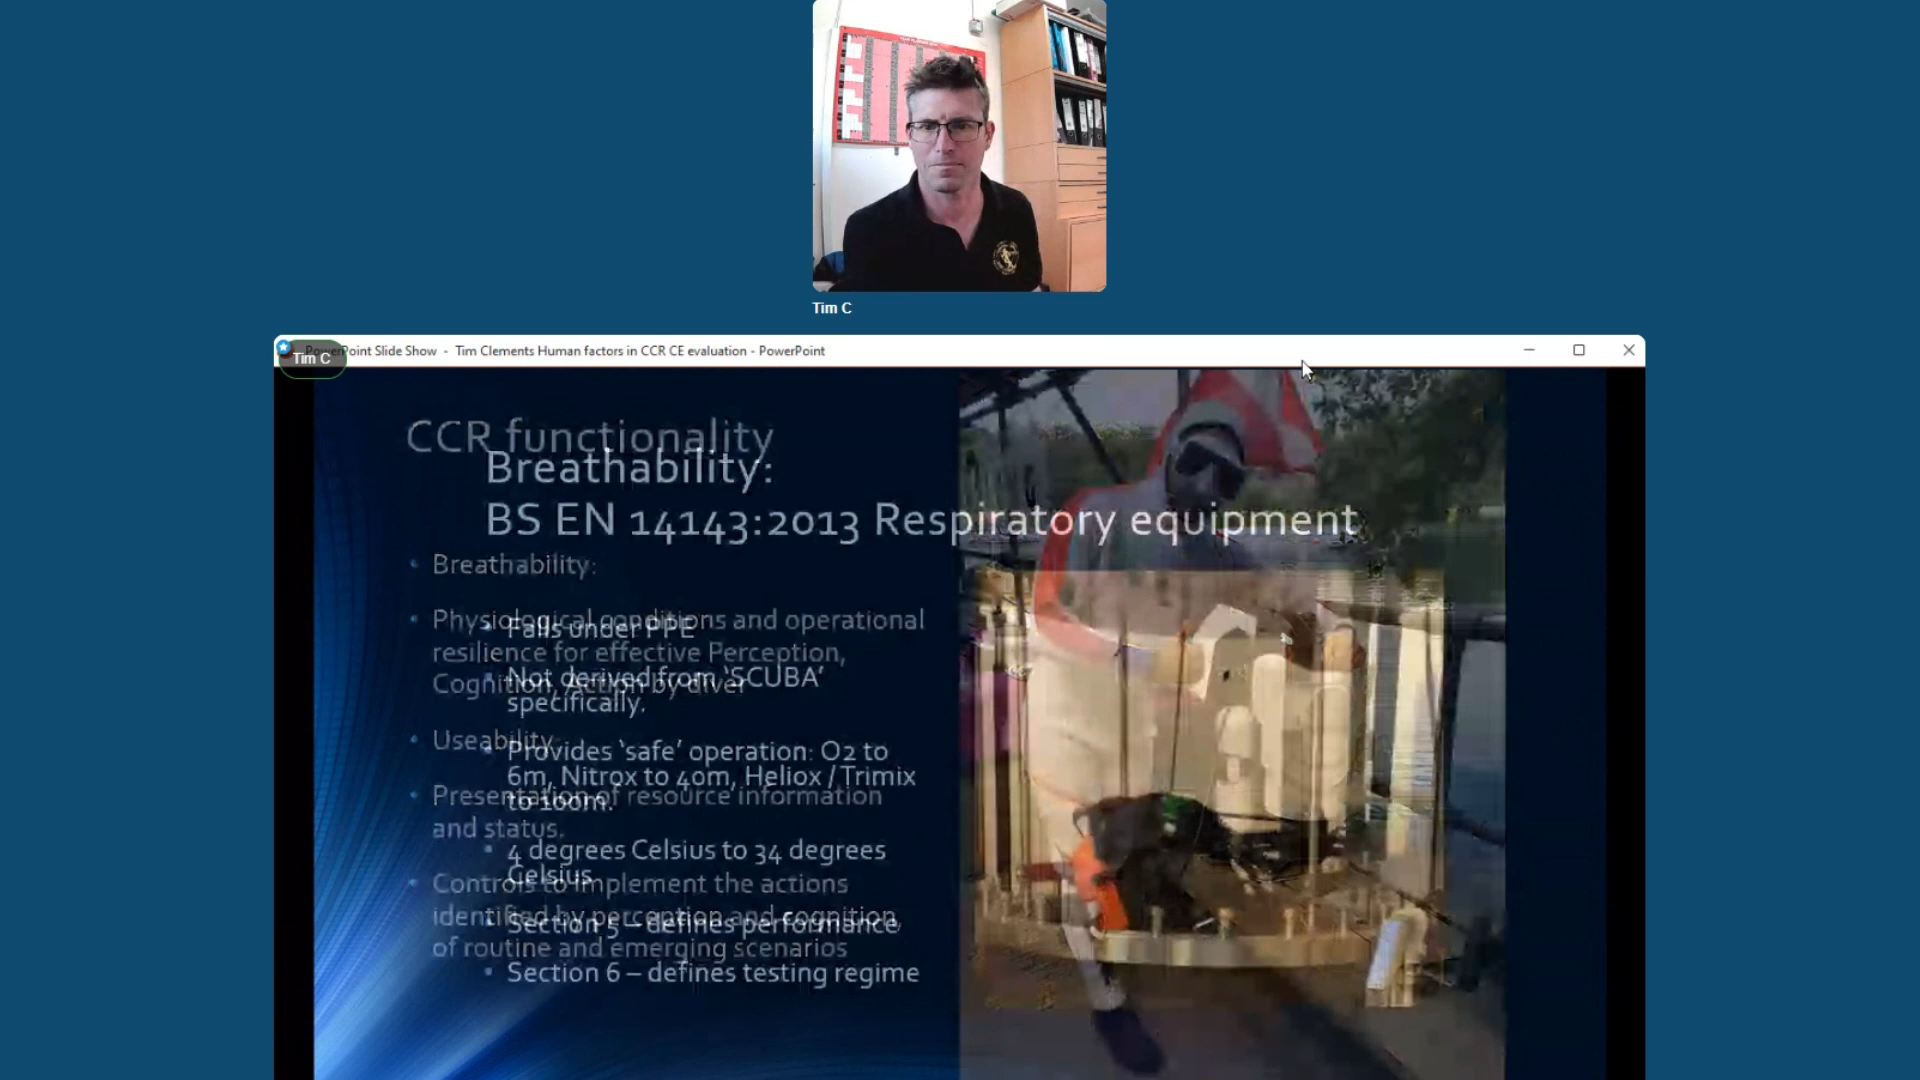 Tim C
PowerPoint Slide Show - Tim Clements Human factors in CCR CE evaluation - PowerPoint
Tim C
CCR functionality
• Breathability:
• Physiological conditions and operational
resilience for effective Perception,
Cognition, Action by diver
• Useability
• Presentation of resource information
and status.
• Controls to implement the actions
identified by perception and cognition,
of routine and emerging scenarios
Breathability:
BS EN 14143:2013 Respiratory equipment
• Falls under PPE
• Not derived from ‘SCUBA’
specifically.
• Provides ‘safe’ operation: O2 to
6m, Nitrox to 40m, Heliox / Trimix
to 100m.
• 4 degrees Celsius to 34 degrees
Celsius.
• Section 5 – defines performance
• Section 6 – defines testing regime